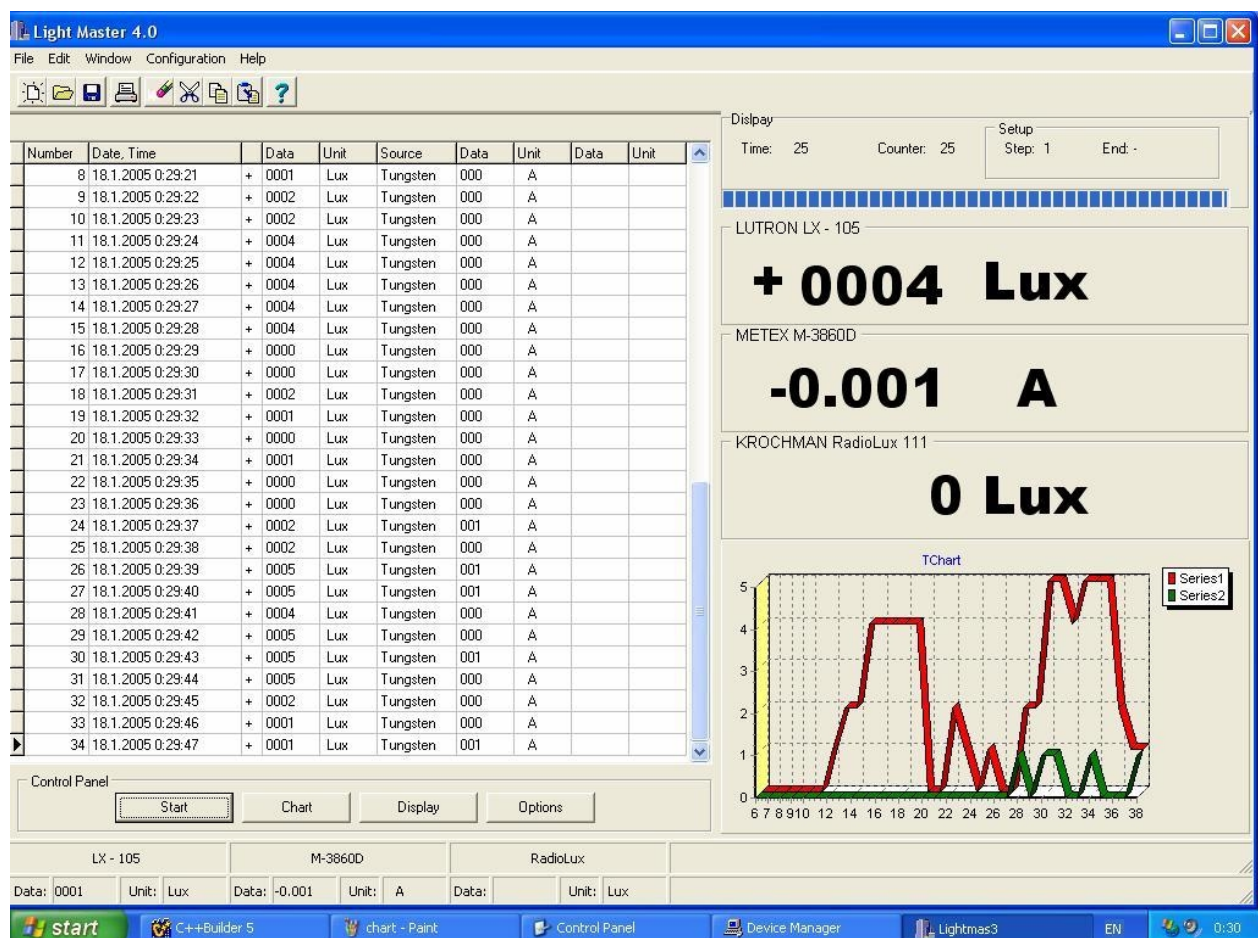 Light Master 4.0
File Edit Window Configuration Help
Number Date, Time Data Unit Source Data Unit Data Unit
8 18.1.2005 0:29:21 + 0001 Lux Tungsten 000 A
9 18.1.2005 0:29:22 + 0002 Lux Tungsten 000 A
10 18.1.2005 0:29:23 + 0002 Lux Tungsten 000 A
11 18.1.2005 0:29:24 + 0004 Lux Tungsten 000 A
12 18.1.2005 0:29:25 + 0004 Lux Tungsten 000 A
13 18.1.2005 0:29:26 + 0004 Lux Tungsten 000 A
14 18.1.2005 0:29:27 + 0004 Lux Tungsten 000 A
15 18.1.2005 0:29:28 + 0004 Lux Tungsten 000 A
16 18.1.2005 0:29:29 + 0000 Lux Tungsten 000 A
17 18.1.2005 0:29:30 + 0000 Lux Tungsten 000 A
18 18.1.2005 0:29:31 + 0002 Lux Tungsten 000 A
19 18.1.2005 0:29:32 + 0001 Lux Tungsten 000 A
20 18.1.2005 0:29:33 + 0000 Lux Tungsten 000 A
21 18.1.2005 0:29:34 + 0001 Lux Tungsten 000 A
22 18.1.2005 0:29:35 + 0000 Lux Tungsten 000 A
23 18.1.2005 0:29:36 + 0000 Lux Tungsten 000 A
24 18.1.2005 0:29:37 + 0002 Lux Tungsten 001 A
25 18.1.2005 0:29:38 + 0002 Lux Tungsten 000 A
26 18.1.2005 0:29:39 + 0005 Lux Tungsten 001 A
27 18.1.2005 0:29:40 + 0005 Lux Tungsten 001 A
28 18.1.2005 0:29:41 + 0004 Lux Tungsten 000 A
29 18.1.2005 0:29:42 + 0005 Lux Tungsten 000 A
30 18.1.2005 0:29:43 + 0005 Lux Tungsten 001 A
31 18.1.2005 0:29:44 + 0005 Lux Tungsten 000 A
32 18.1.2005 0:29:45 + 0002 Lux Tungsten 000 A
33 18.1.2005 0:29:46 + 0001 Lux Tungsten 000 A
34 18.1.2005 0:29:47 + 0001 Lux Tungsten 001 A
Control Panel
Start Chart Display Options
Dislpay
Setup
Time: 25 Counter: 25 Step: 1 End: -
LUTRON LX - 105
+ 0004 Lux
METEX M-3860D
-0.001 A
KROCHMAN RadioLux 111
0 Lux
TChart
Series1
Series2
5
4
3
2
1
0
6 7 8 9 10 12 14 16 18 20 22 24 26 28 30 32 34 36 38
LX - 105 M-3860D RadioLux
Data: 0001 Unit: Lux Data: -0.001 Unit: A Data: Unit: Lux
start C++Builder 5 chart - Paint Control Panel Device Manager Lightmas3 EN 0:30